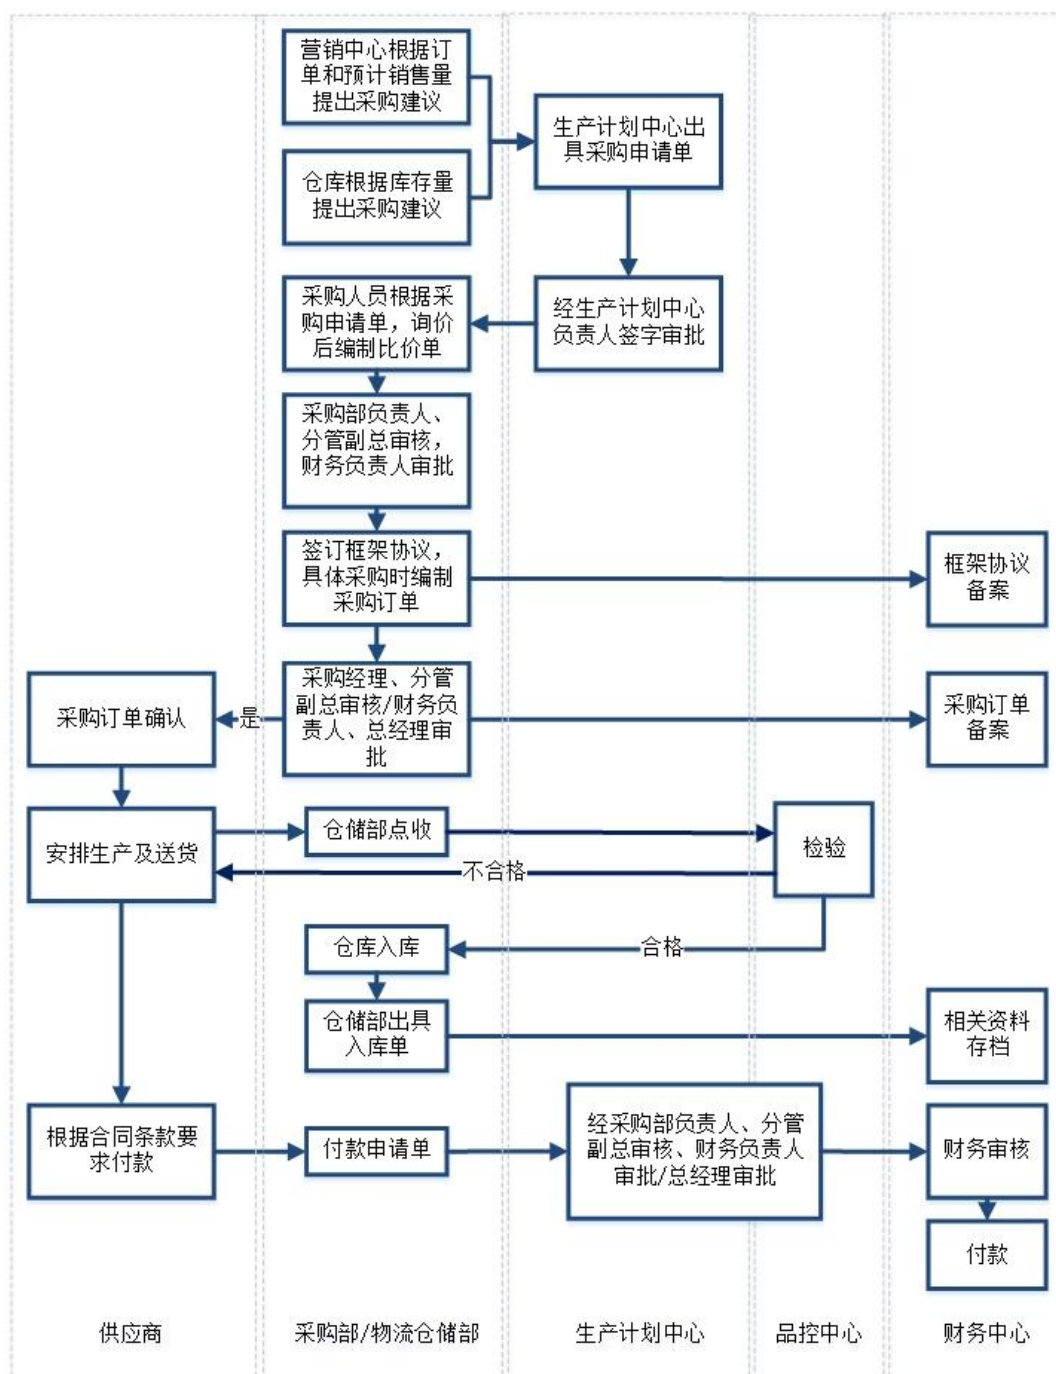 营销中心根据订
单和预计销售量
提出采购建议
生产计划中心出
具采购申请单
仓库根据库存量
提出采购建议
采购人员根据采
购申请单，询价
后编制比价单
经生产计划中心
负责人签字审批
采购部负责人、
分管副总审核，
财务负责人审批
签订框架协议，
具体采购时编制
采购订单
框架协议
备案
采购订单确认
是
采购经理、分管
副总审核/财务负
责人、总经理审
批
采购订单
备案
安排生产及送货
仓储部点收
检验
不合格
仓库入库
合格
仓储部出具
入库单
相关资料
存档
根据合同条款要
求付款
付款申请单
经采购部负责人、分管
副总审核、财务负责人
审批/总经理审批
财务审核
付款
供应商
采购部/物流仓储部
生产计划中心
品控中心
财务中心